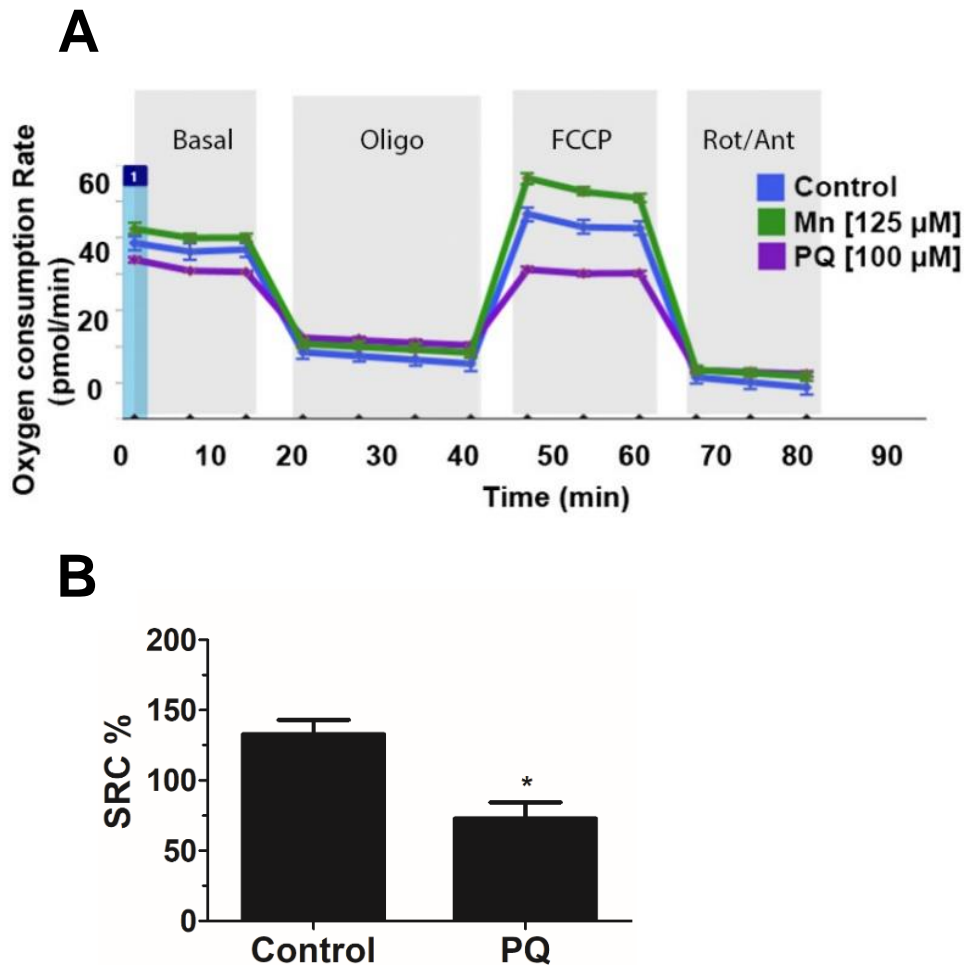 A
Basal
Oligo
FCCP
Rot/Ant
Oxygen consumption Rate
(pmol/min)
60
40
20
0
1
Control
Mn [125 µM]
PQ [100 µM]
0 10 20 30 40 50 60 70 80 90
Time (min)
B
SRC %
200
150
100
50
0
*
Control PQ